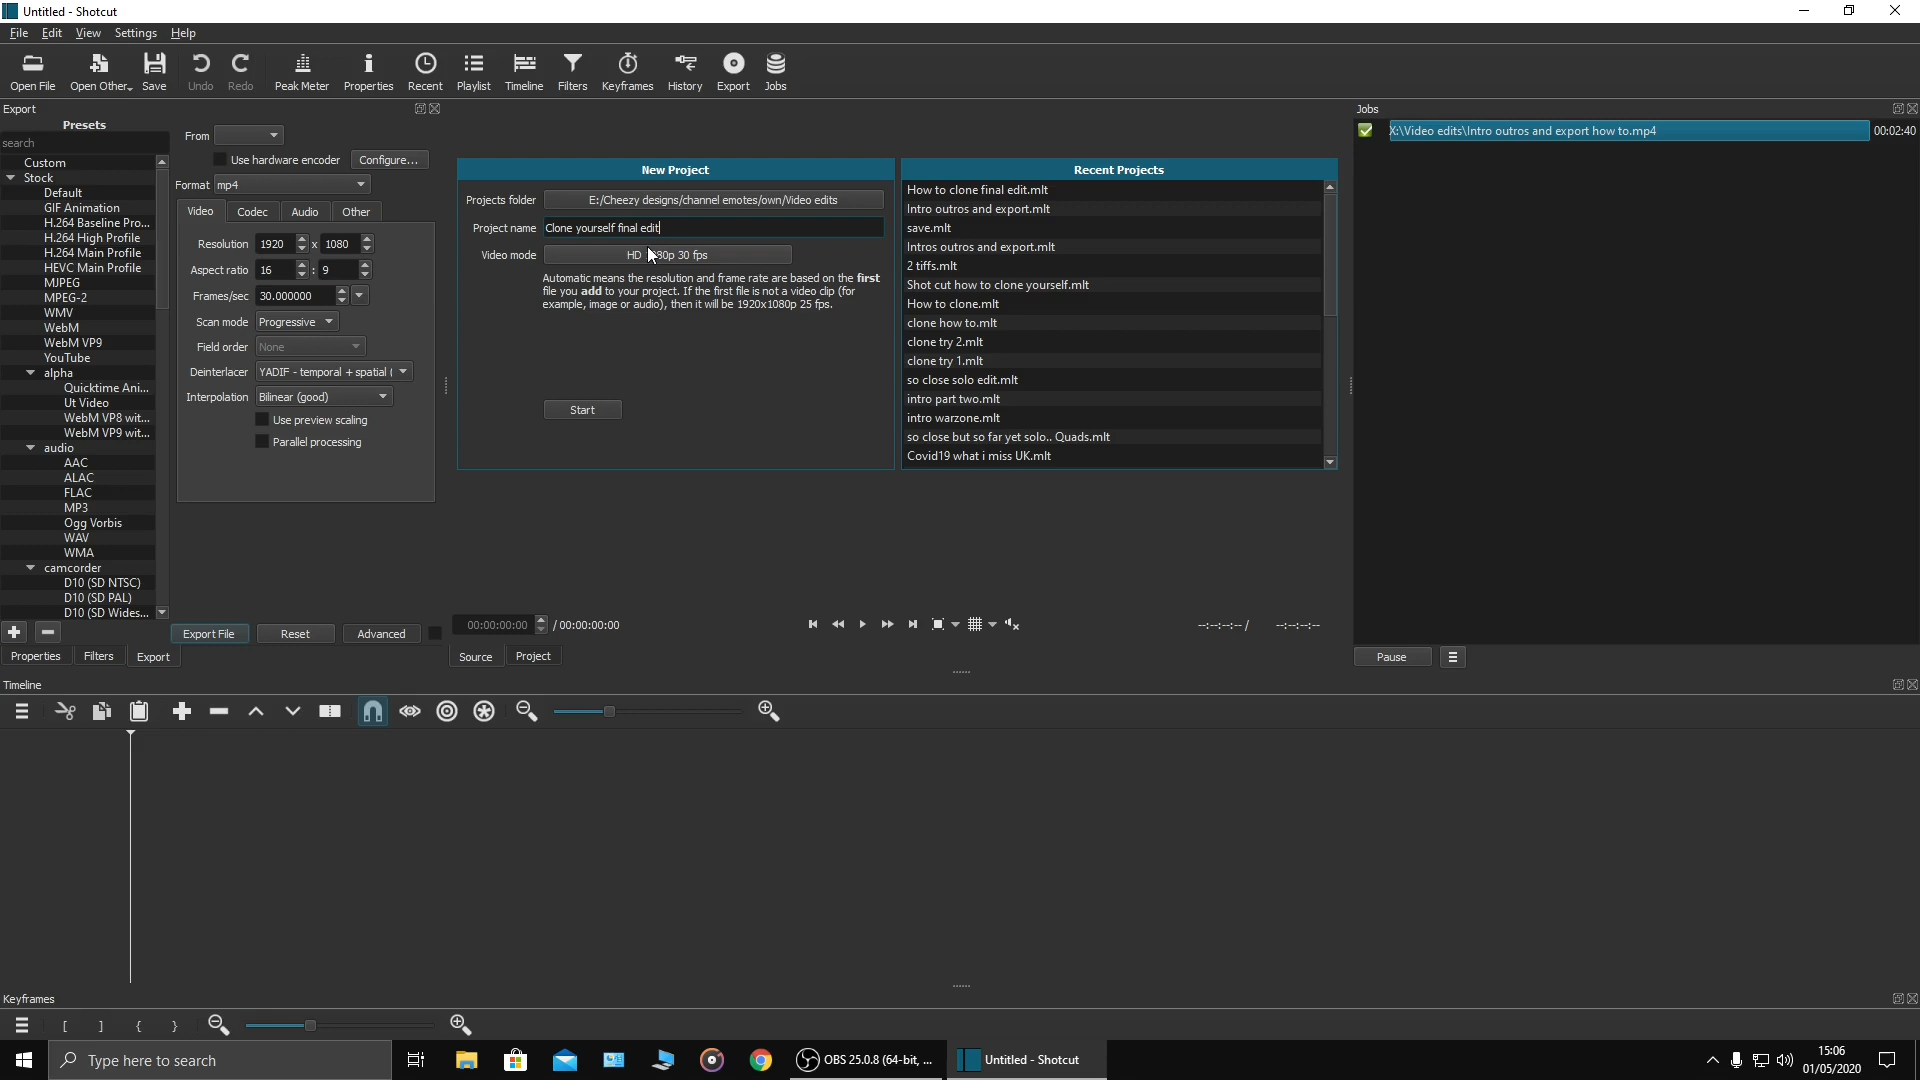 Untitled - Shotcut
File Edit View Settings Help
Open File Open Other... Save Undo Redo Peak Meter Properties Recent Playlist Timeline Filters Keyframes History Export Jobs
Export
Presets
search
Custom
Stock
Default
GIF Animation
H.264 Baseline Pro...
H.264 High Profile
H.264 Main Profile
HEVC Main Profile
MJPEG
MPEG-2
WMV
WebM
WebM VP9
YouTube
alpha
Quicktime Ani...
Ut Video
WebM VP8 wit...
WebM VP9 wit...
audio
AAC
ALAC
FLAC
MP3
Ogg Vorbis
WAV
WMA
camcorder
D10 (SD NTSC)
D10 (SD PAL)
D10 (SD Wides...
From
Use hardware encoder Configure...
Format mp4
Video Codec Audio Other
Resolution 1920 x 1080
Aspect ratio 16 : 9
Frames/sec 30.000000
Scan mode Progressive
Field order None
Deinterlacer YADIF - temporal + spatial (
Interpolation Bilinear (good)
Use preview scaling
Parallel processing
Export File Reset Advanced
Properties Filters Export
New Project
Projects folder E:/Cheezy designs/channel emotes/own/Video edits
Project name Clone yourself final edit
Video mode HD 80p 30 fps
Automatic means the resolution and frame rate are based on the first
file you add to your project. If the first file is not a video clip (for
example, image or audio), then it will be 1920x1080p 25 fps.
Start
Recent Projects
How to clone final edit.mlt
Intro outros and export.mlt
save.mlt
Intros outros and export.mlt
2 tiffs.mlt
Shot cut how to clone yourself.mlt
How to clone.mlt
clone how to.mlt
clone try 2.mlt
clone try 1.mlt
so close solo edit.mlt
intro part two.mlt
intro warzone.mlt
so close but so far yet solo.. Quads.mlt
Covid19 what i miss UK.mlt
00:00:00:00 / 00:00:00:00
--:--:--:-- / --:--:--:--
Source Project
Jobs
X:\Video edits\Intro outros and export how to.mp4 00:02:40
Pause
Timeline
Keyframes
[ ] { }
Type here to search
OBS 25.0.8 (64-bit, ...
Untitled - Shotcut
15:06
01/05/2020